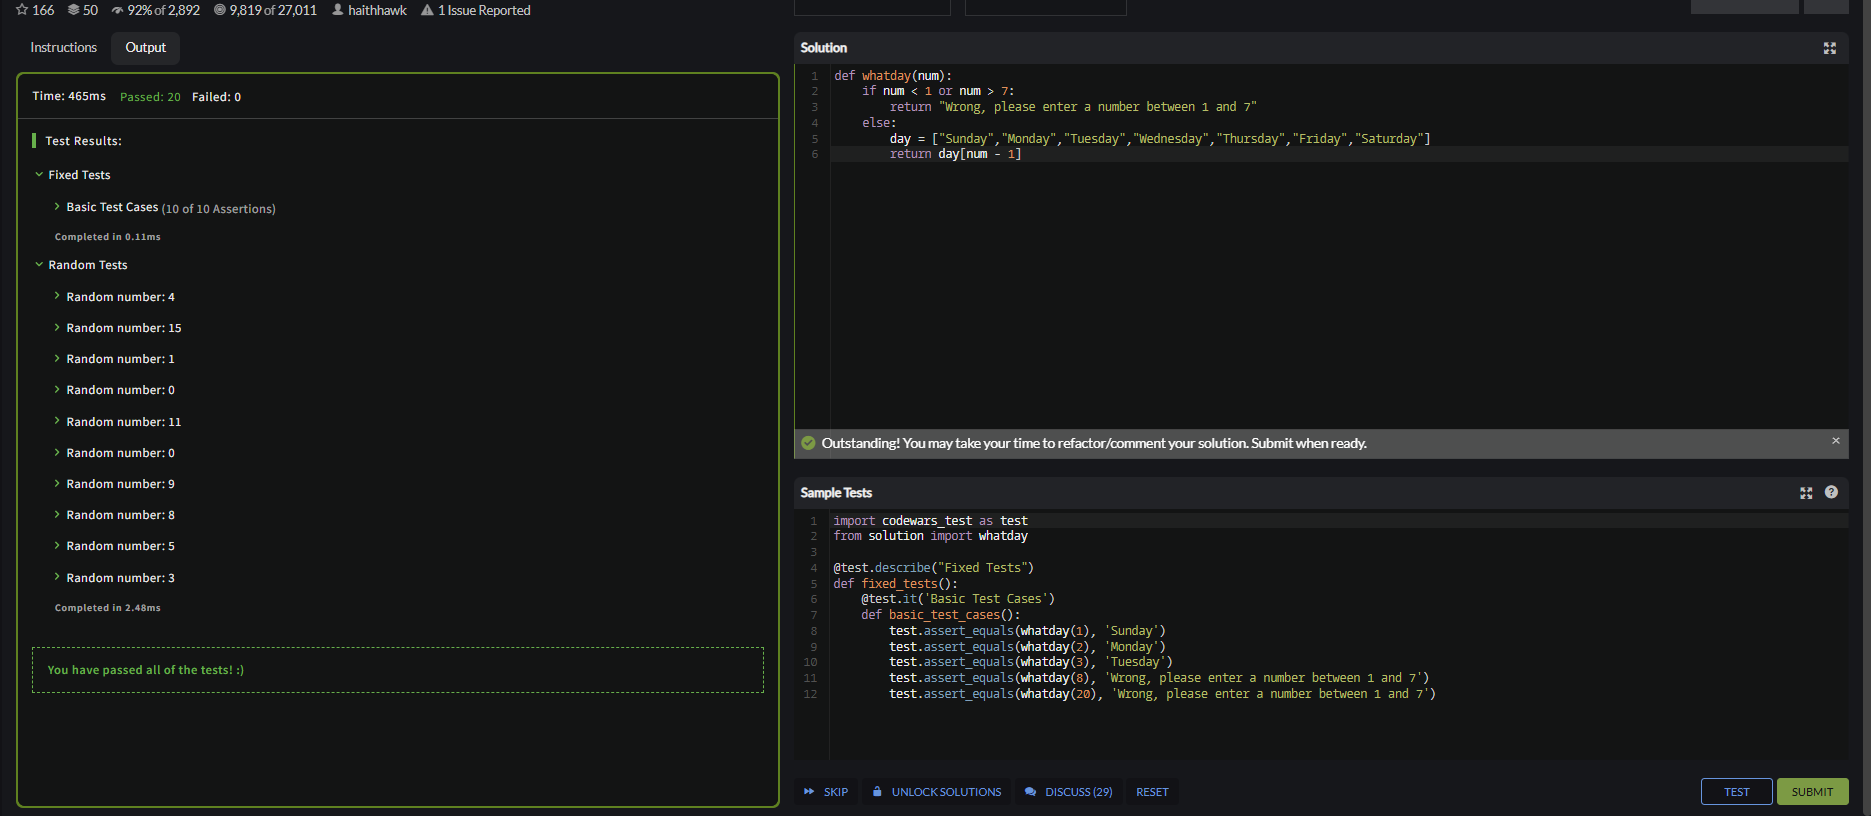 166 50 92% of 2,892 9,819 of 27,011 haithhawk 1 Issue Reported
Instructions Output
Time: 465ms Passed: 20 Failed: 0
Test Results:
Fixed Tests
Basic Test Cases (10 of 10 Assertions)
Completed in 0.11ms
Random Tests
Random number: 4
Random number: 15
Random number: 1
Random number: 0
Random number: 11
Random number: 0
Random number: 9
Random number: 8
Random number: 5
Random number: 3
Completed in 2.48ms
You have passed all of the tests! :)
Solution
1 def whatday(num):
2     if num < 1 or num > 7:
3         return "Wrong, please enter a number between 1 and 7"
4     else:
5         day = ["Sunday","Monday","Tuesday","Wednesday","Thursday","Friday","Saturday"]
6         return day[num - 1]
Outstanding! You may take your time to refactor/comment your solution. Submit when ready. ×
Sample Tests ?
1 import codewars_test as test
2 from solution import whatday
3
4 @test.describe("Fixed Tests")
5 def fixed_tests():
6     @test.it('Basic Test Cases')
7     def basic_test_cases():
8         test.assert_equals(whatday(1), 'Sunday')
9         test.assert_equals(whatday(2), 'Monday')
10         test.assert_equals(whatday(3), 'Tuesday')
11         test.assert_equals(whatday(8), 'Wrong, please enter a number between 1 and 7')
12         test.assert_equals(whatday(20), 'Wrong, please enter a number between 1 and 7')
SKIP UNLOCK SOLUTIONS DISCUSS (29) RESET TEST SUBMIT